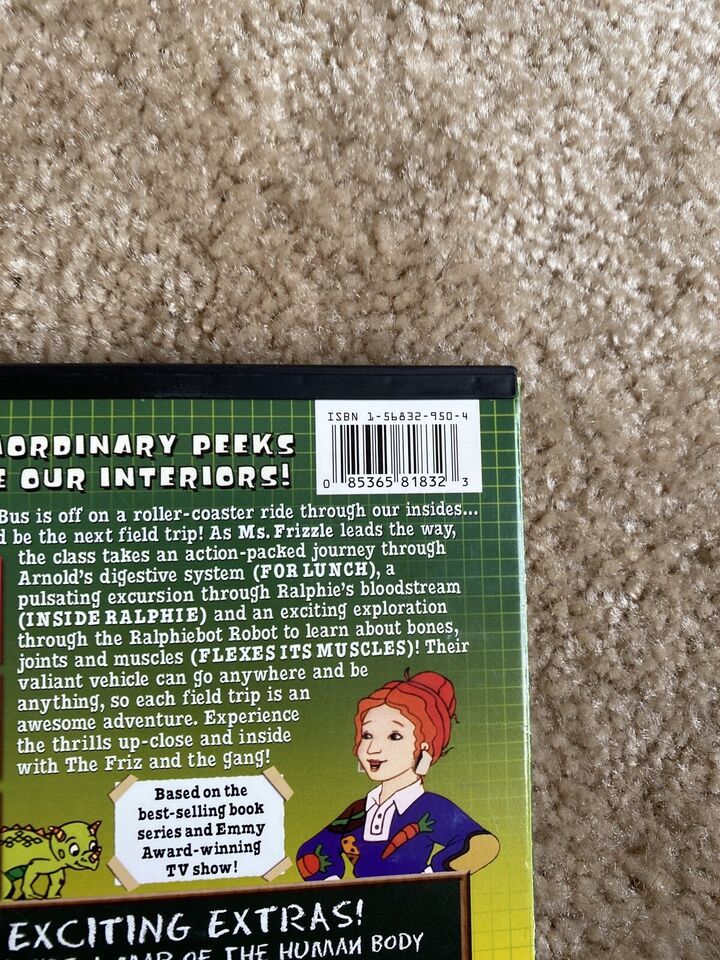 ISBN 1-56832-950-4
ORDINARY PEEKS
OUR INTERIORS!
0 85365 81832 3
Bus is off on a roller-coaster ride through our insides...
be the next field trip! As Ms. Frizzle leads the way,
the class takes an action-packed journey through
Arnold's digestive system (FOR LUNCH), a
pulsating excursion through Ralphie's bloodstream
(INSIDE RALPHIE) and an exciting exploration
through the Ralphiebot Robot to learn about bones,
joints and muscles (FLEXES ITS MUSCLES)! Their
valiant vehicle can go anywhere and be
anything, so each field trip is an
awesome adventure. Experience
the thrills up-close and inside
with The Friz and the gang!
Based on the
best-selling book
series and Emmy
Award-winning
TV show!
EXCITING EXTRAS!
OF THE HUMAN BODY